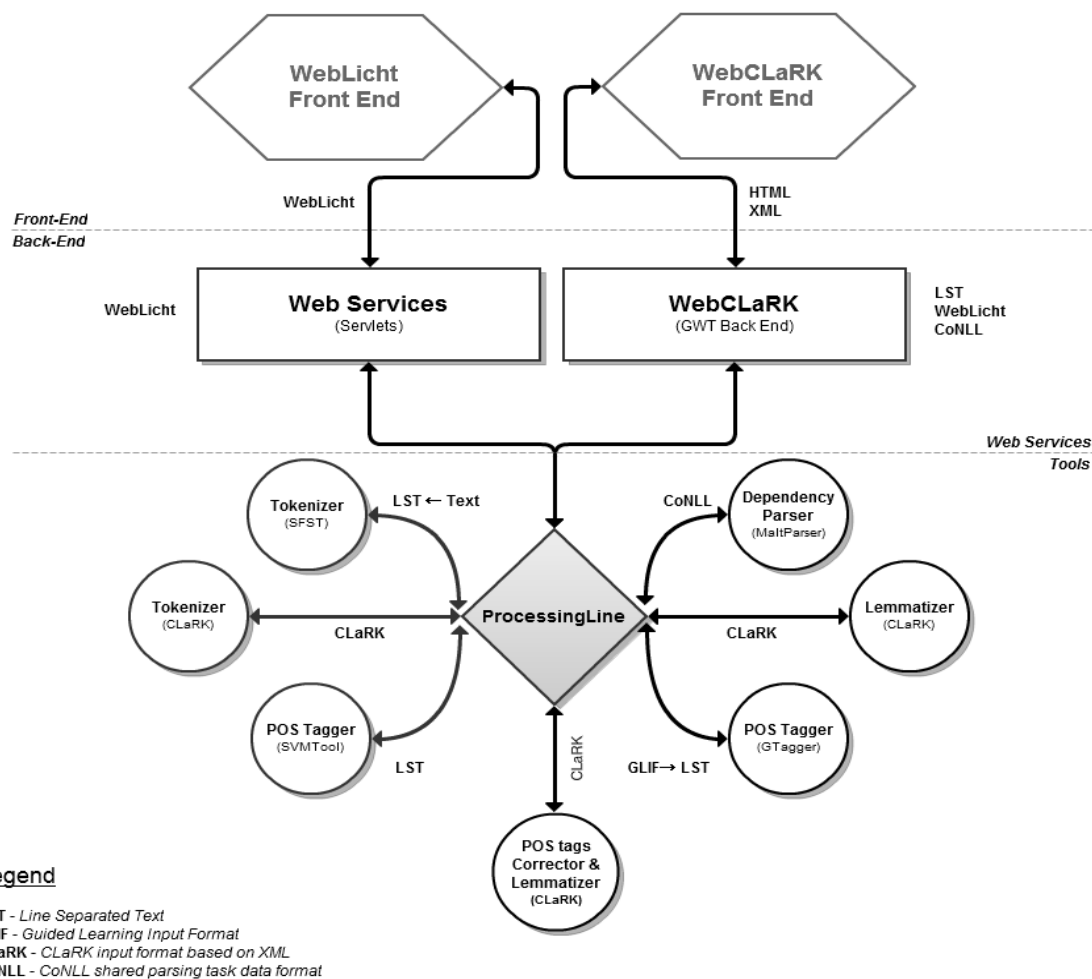 WebLicht
Front End
WebCLaRK
Front End
WebLicht
HTML
XML
Front-End
Back-End
WebLicht
Web Services
(Servlets)
WebCLaRK
(GWT Back End)
LST
WebLicht
CoNLL
Web Services
Tools
Tokenizer
(SFST)
LST ← Text
CoNLL
Dependency
Parser
(MaltParser)
Tokenizer
(CLaRK)
CLaRK
ProcessingLine
CLaRK
Lemmatizer
(CLaRK)
POS Tagger
(SVMTool)
LST
CLaRK
GLIF→ LST
POS Tagger
(GTagger)
POS tags
Corrector &
Lemmatizer
(CLaRK)
egend
T - Line Separated Text
IF - Guided Learning Input Format
aRK - CLaRK input format based on XML
NLL - CoNLL shared parsing task data format